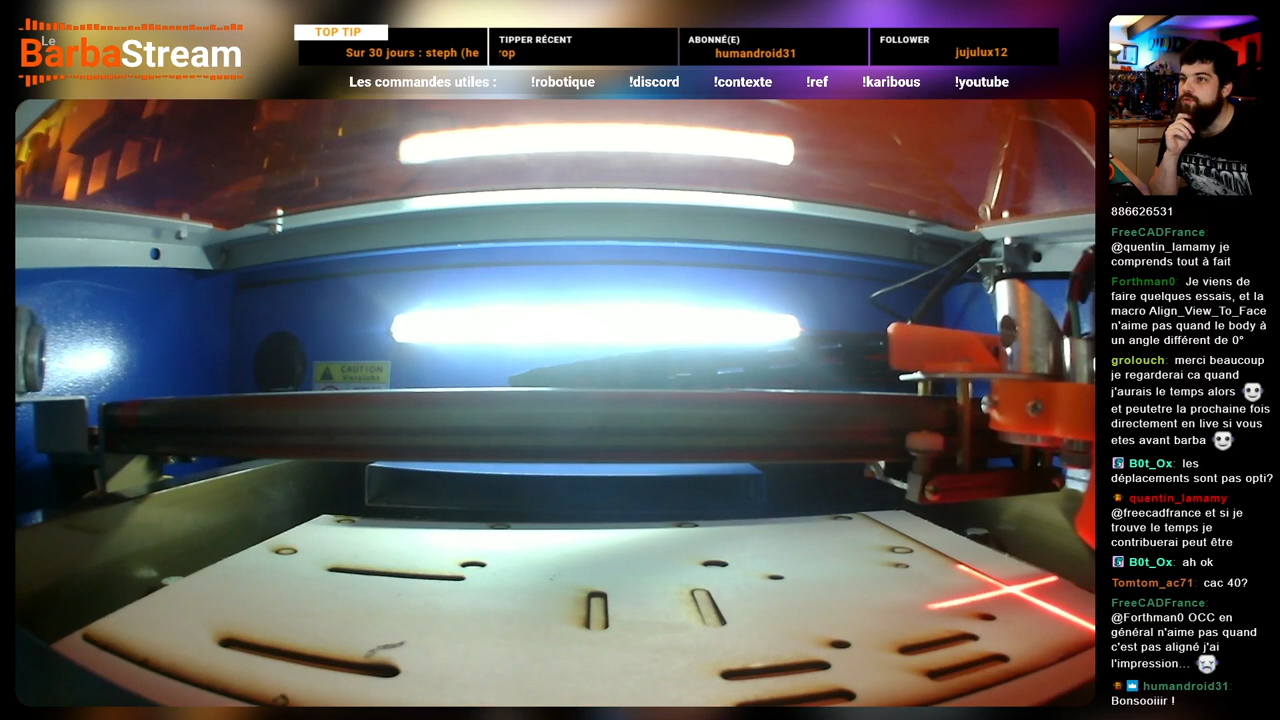 Le
BarbaStream
TOP TIP
Sur 30 jours : steph (he
TIPPER RÉCENT
rop
ABONNÉ(E)
humandroid31
FOLLOWER
jujulux12
Les commandes utiles : !robotique !discord !contexte !ref !karibous !youtube
CAUTION
Vorsicht
886626531
FreeCADFrance:
@quentin_lamamy je
comprends tout à fait
Forthman0: Je viens de
faire quelques essais, et la
macro Align_View_To_Face
n'aime pas quand le body à
un angle différent de 0°
grolouch: merci beaucoup
je regarderai ca quand
j'aurais le temps alors
et peutetre la prochaine fois
directement en live si vous
etes avant barba
B0t_Ox: les
déplacements sont pas opti?
quentin_lamamy:
@freecadfrance et si je
trouve le temps je
contribuerai peut être
B0t_Ox: ah ok
Tomtom_ac71: cac 40?
FreeCADFrance:
@Forthman0 OCC en
général n'aime pas quand
c'est pas aligné j'ai
l'impression...
humandroid31:
Bonsooiiir !